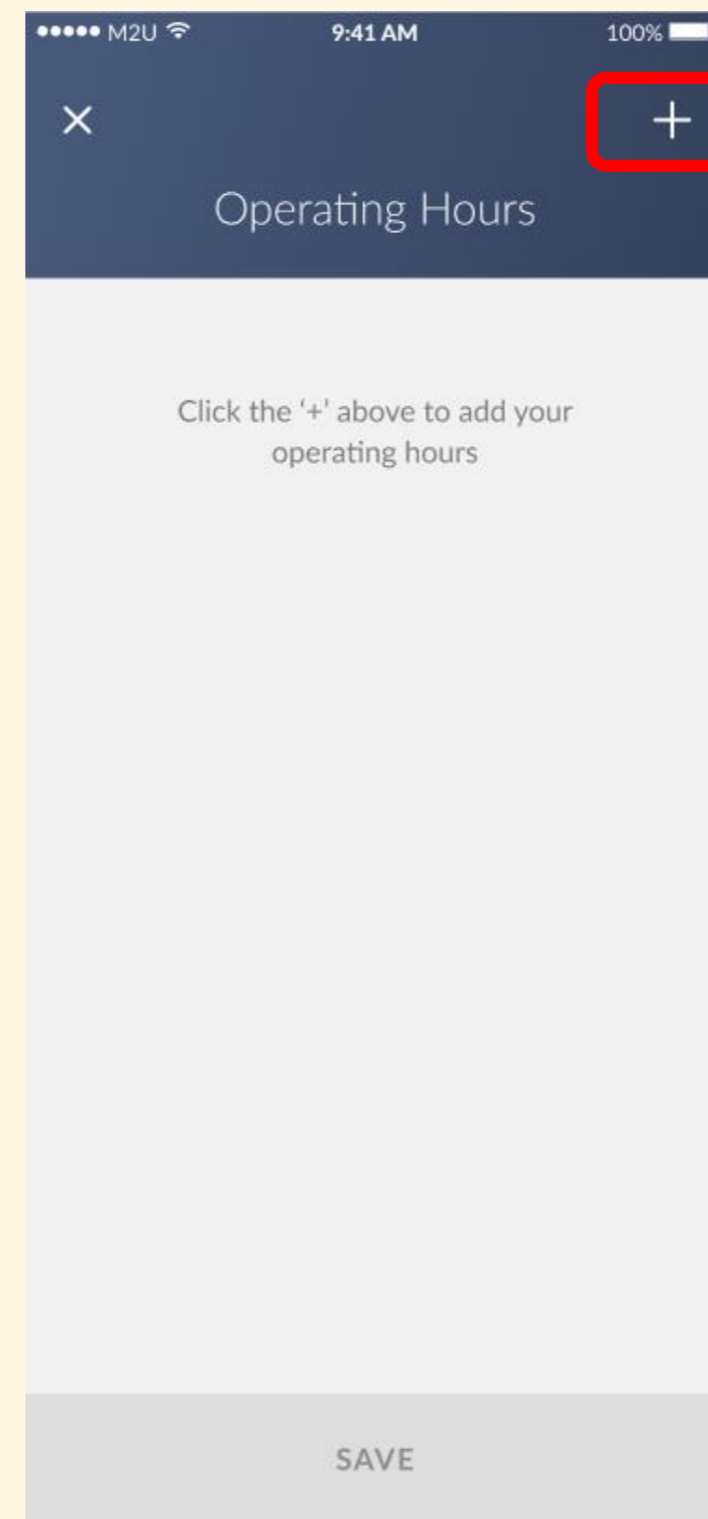 M2U 9:41 AM 100%
Operating Hours
Click the ‘+’ above to add your
operating hours
SAVE